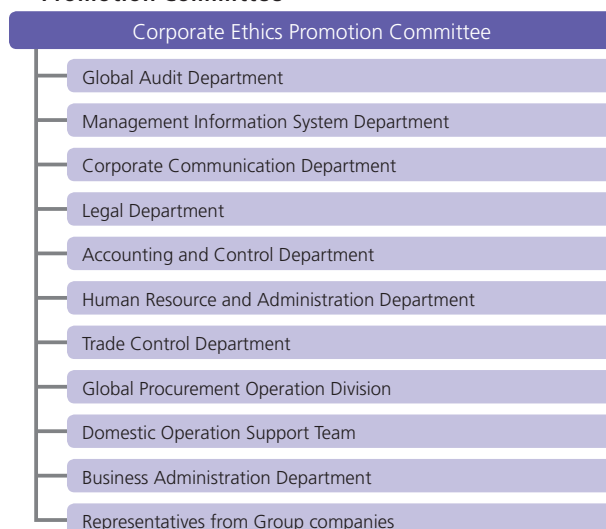 Promotion Committee
Corporate Ethics Promotion Committee
Global Audit Department
Management Information System Department
Corporate Communication Department
Legal Department
Accounting and Control Department
Human Resource and Administration Department
Trade Control Department
Global Procurement Operation Division
Domestic Operation Support Team
Business Administration Department
Representatives from Group companies